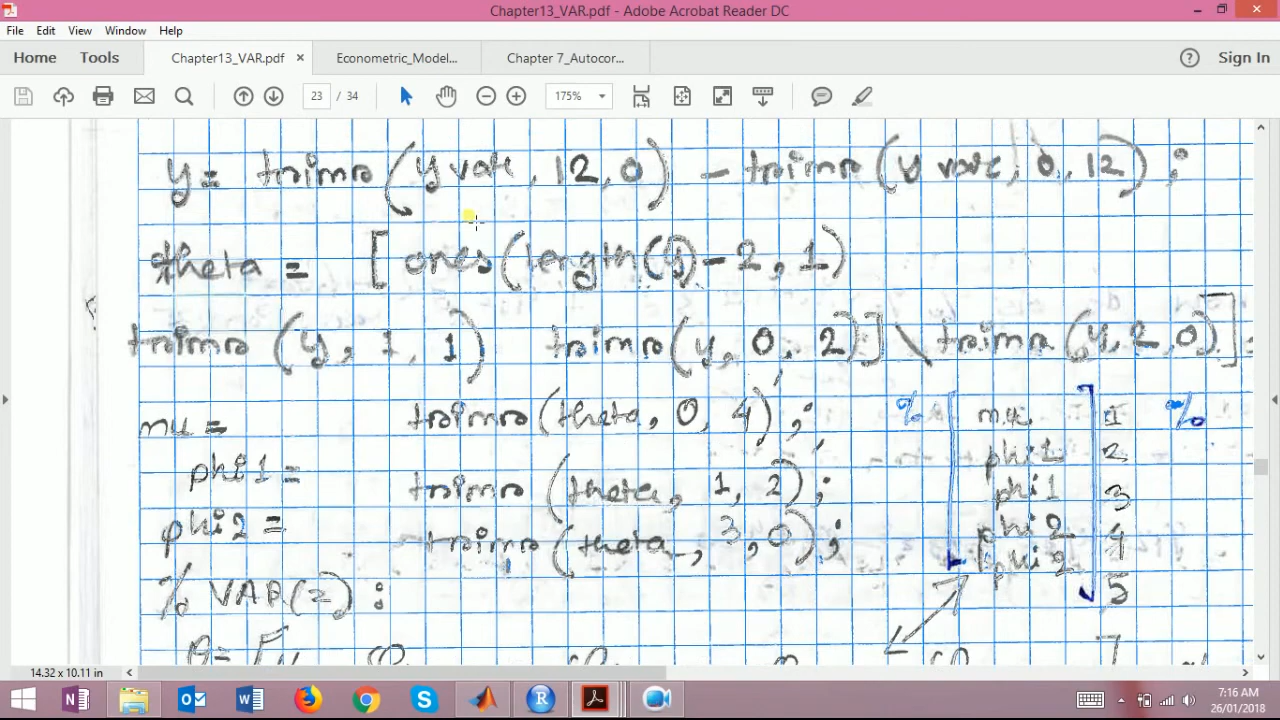 Chapter13_VAR.pdf - Adobe Acrobat Reader DC
File Edit View Window Help
Home Tools Chapter13_VAR.pdf × Econometric_Model... Chapter 7_Autocor... Sign In
23 / 34 175%
y = trimr (yvar, 12, 0) - trimr (yvar, 0, 12) ;
theta = [ ones (length (y) - 2, 1)
trimr (y, 1, 1) trimr (y, 0, 2) ] \ trimr (y, 2, 0) ] ;
mu = trimr (theta, 0, 4) ; % [ mu ] 1 %
phi1 2
phi1 = trimr (theta, 1, 2) ; phi1 3
phi2 = trimr (theta, 3, 0) ; phi2 4
phi2 5
% VAR(2) :
14.32 x 10.11 in
7:16 AM
26/01/2018